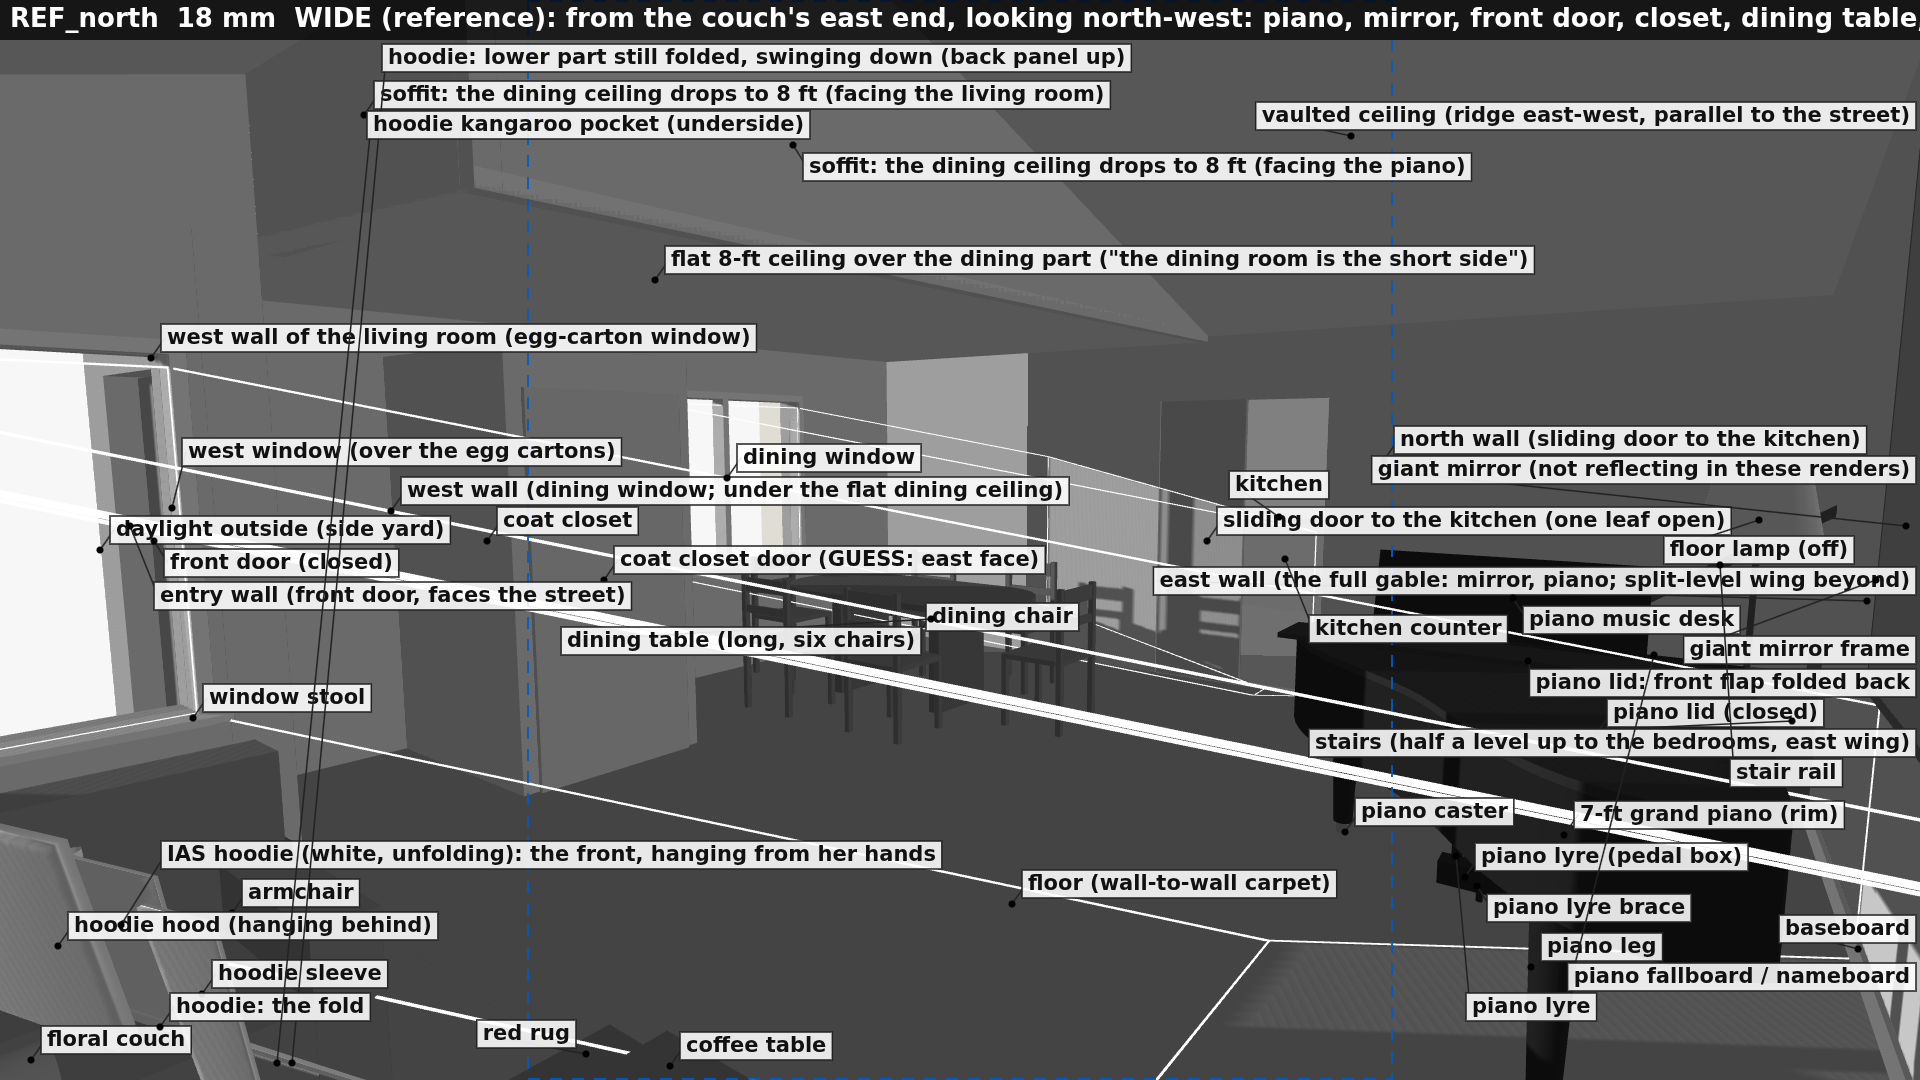 REF_north 18 mm WIDE (reference): from the couch's east end, looking north-west: piano, mirror, front door, closet, dining table,
hoodie: lower part still folded, swinging down (back panel up)
soffit: the dining ceiling drops to 8 ft (facing the living room)
vaulted ceiling (ridge east-west, parallel to the street)
hoodie kangaroo pocket (underside)
soffit: the dining ceiling drops to 8 ft (facing the piano)
flat 8-ft ceiling over the dining part ("the dining room is the short side")
west wall of the living room (egg-carton window)
north wall (sliding door to the kitchen)
west window (over the egg cartons)
dining window
giant mirror (not reflecting in these renders)
kitchen
west wall (dining window; under the flat dining ceiling)
coat closet
sliding door to the kitchen (one leaf open)
daylight outside (side yard)
floor lamp (off)
front door (closed)
coat closet door (GUESS: east face)
east wall (the full gable: mirror, piano; split-level wing beyond)
entry wall (front door, faces the street)
dining chair
piano music desk
kitchen counter
dining table (long, six chairs)
giant mirror frame
piano lid: front flap folded back
window stool
piano lid (closed)
stairs (half a level up to the bedrooms, east wing)
stair rail
piano caster
7-ft grand piano (rim)
IAS hoodie (white, unfolding): the front, hanging from her hands
piano lyre (pedal box)
floor (wall-to-wall carpet)
armchair
piano lyre brace
hoodie hood (hanging behind)
baseboard
piano leg
hoodie sleeve
piano fallboard / nameboard
hoodie: the fold
piano lyre
red rug
floral couch
coffee table